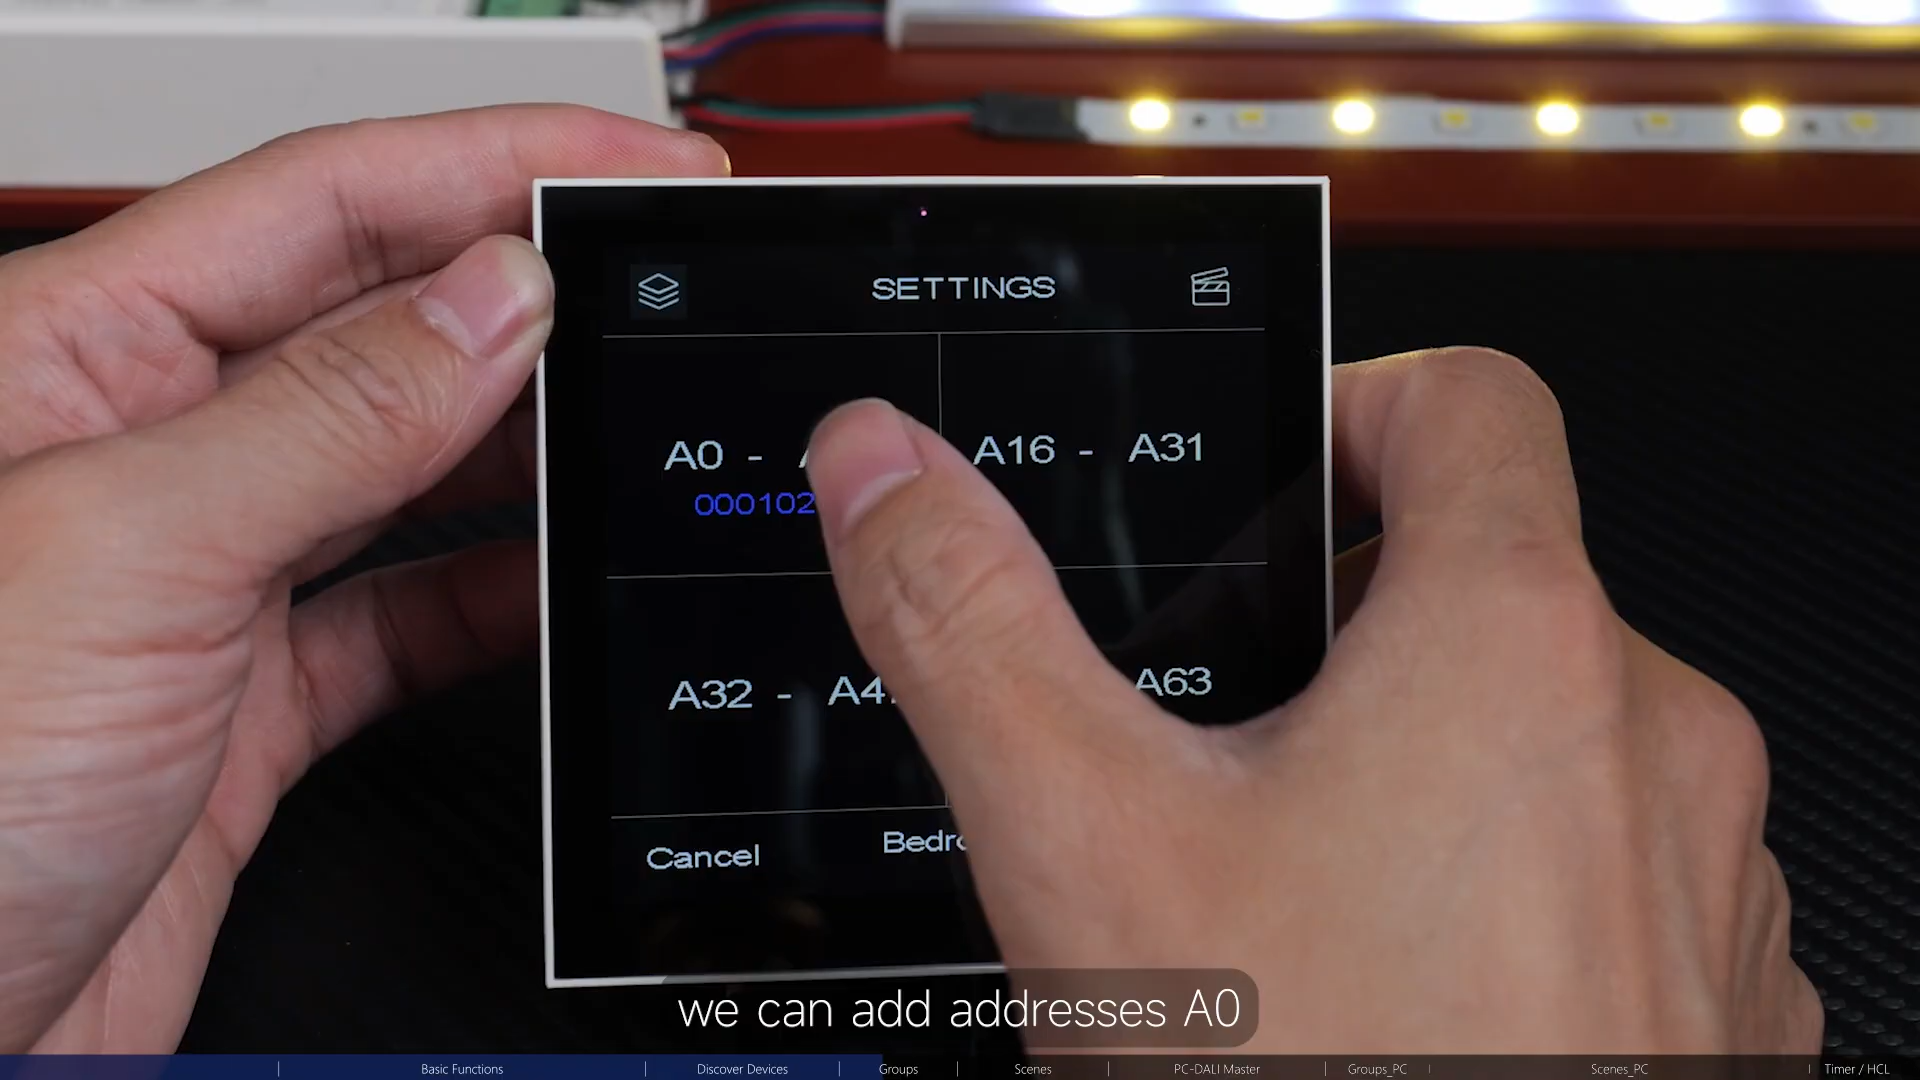 SETTINGS
A0 -
A16 - A31
000102
A32 - A4
A63
Cancel
we can add addresses A0
Basic Functions
Discover Devices
Groups
Scenes
PC-DALI Master
Groups_PC
Scenes_PC
Timer / HCL